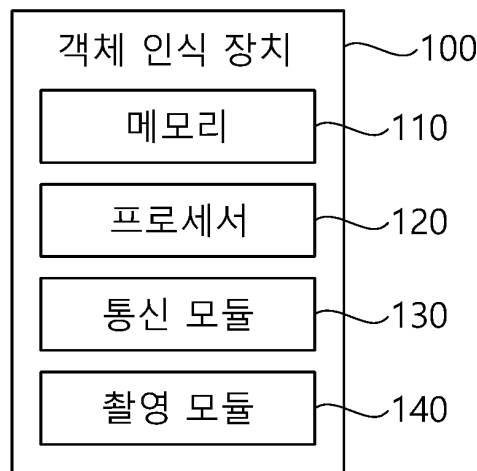 객체 인식 장치 100
메모리 110
프로세서 120
통신 모듈 130
촬영 모듈 140